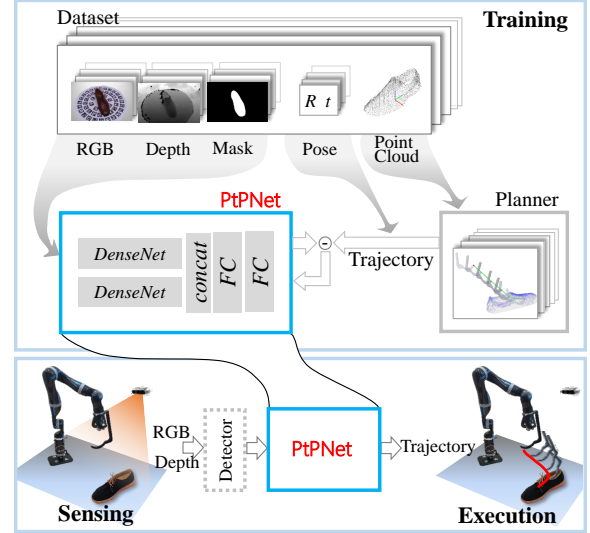 Training
Dataset
R t
RGB
Depth
Mask
Pose
Point
Cloud
PtPNet
Planner
DenseNet
DenseNet
concat
FC
FC
-
Trajectory
RGB
Depth
Detector
PtPNet
Trajectory
Sensing
Execution